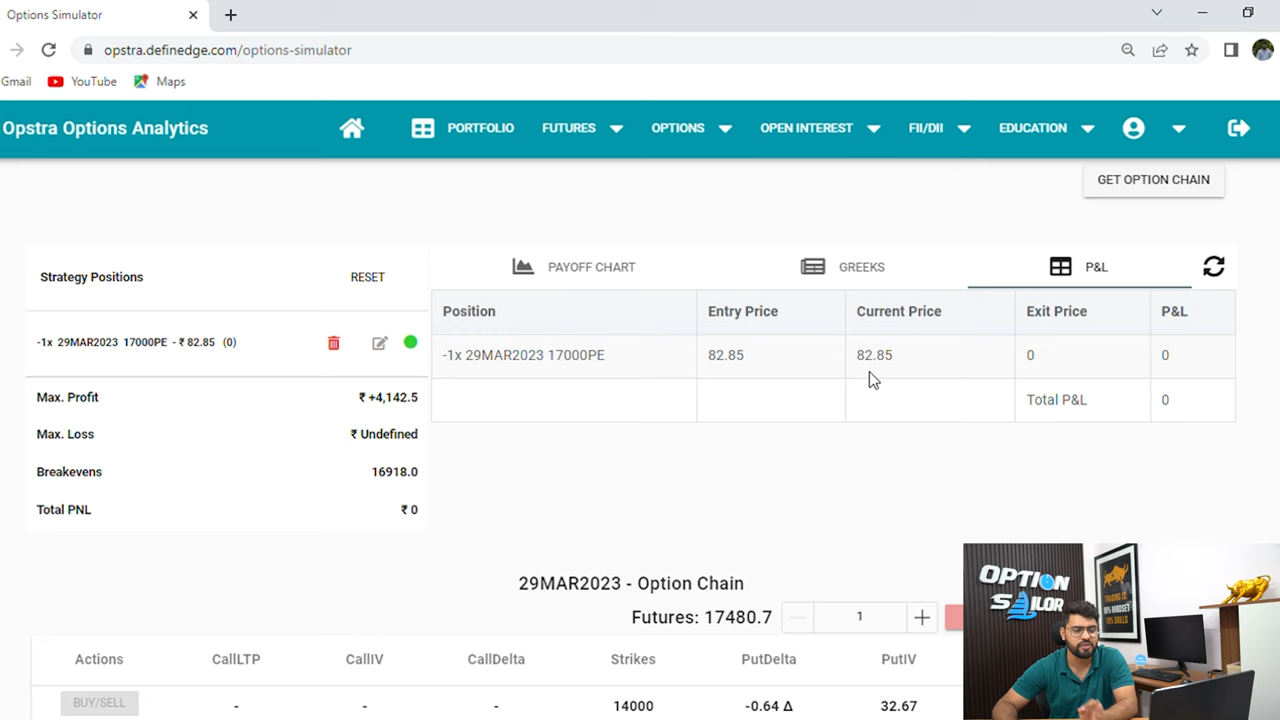 Options Simulator
opstra.definedge.com/options-simulator
Gmail YouTube Maps
Opstra Options Analytics PORTFOLIO FUTURES OPTIONS OPEN INTEREST FII/DII EDUCATION
GET OPTION CHAIN
Strategy Positions RESET
PAYOFF CHART GREEKS P&L
Position Entry Price Current Price Exit Price P&L
-1x 29MAR2023 17000PE - ₹ 82.85 (0)
-1x 29MAR2023 17000PE 82.85 82.85 0 0
Total P&L 0
Max. Profit ₹ +4,142.5
Max. Loss ₹ Undefined
Breakevens 16918.0
Total PNL ₹ 0
29MAR2023 - Option Chain
Futures: 17480.7 1
Actions CallLTP CallIV CallDelta Strikes PutDelta PutIV
BUY/SELL - - - 14000 -0.64 Δ 32.67
OPTION
SAILOR